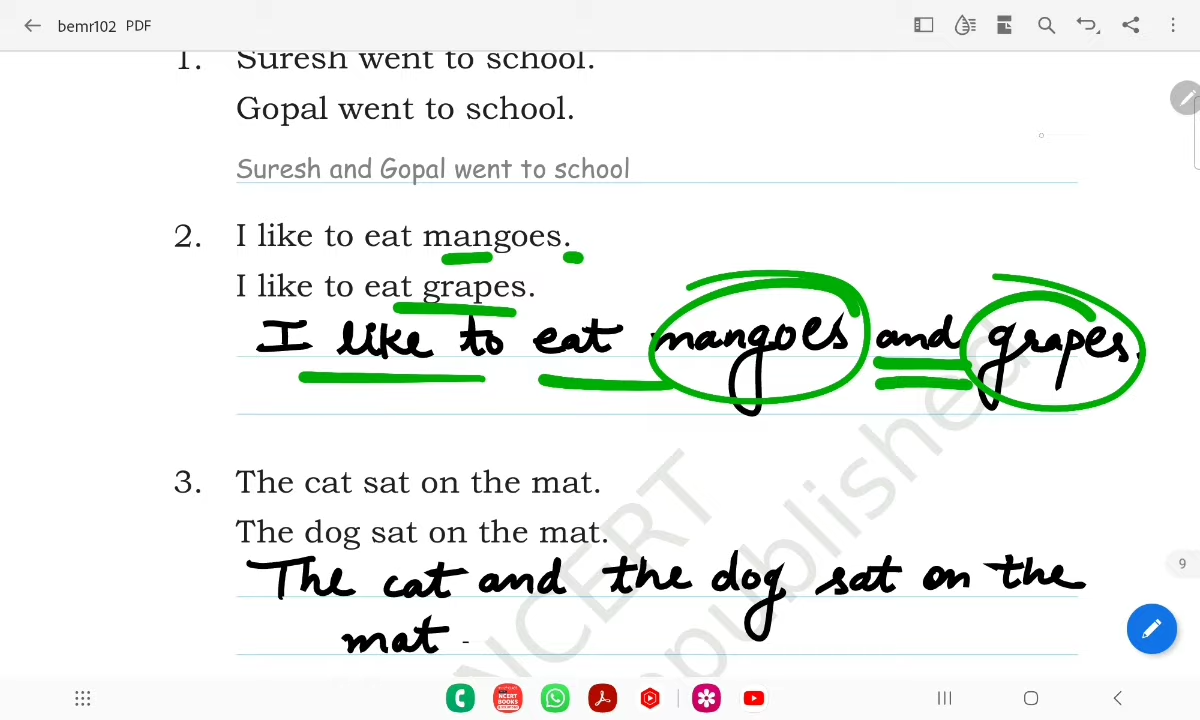 bemr102 PDF
1. Suresh went to school.
Gopal went to school.
Suresh and Gopal went to school
2. I like to eat mangoes.
I like to eat grapes.
I like to eat mangoes and grapes.
3. The cat sat on the mat.
The dog sat on the mat.
The cat and the dog sat on the
mat
9
NCERT
published